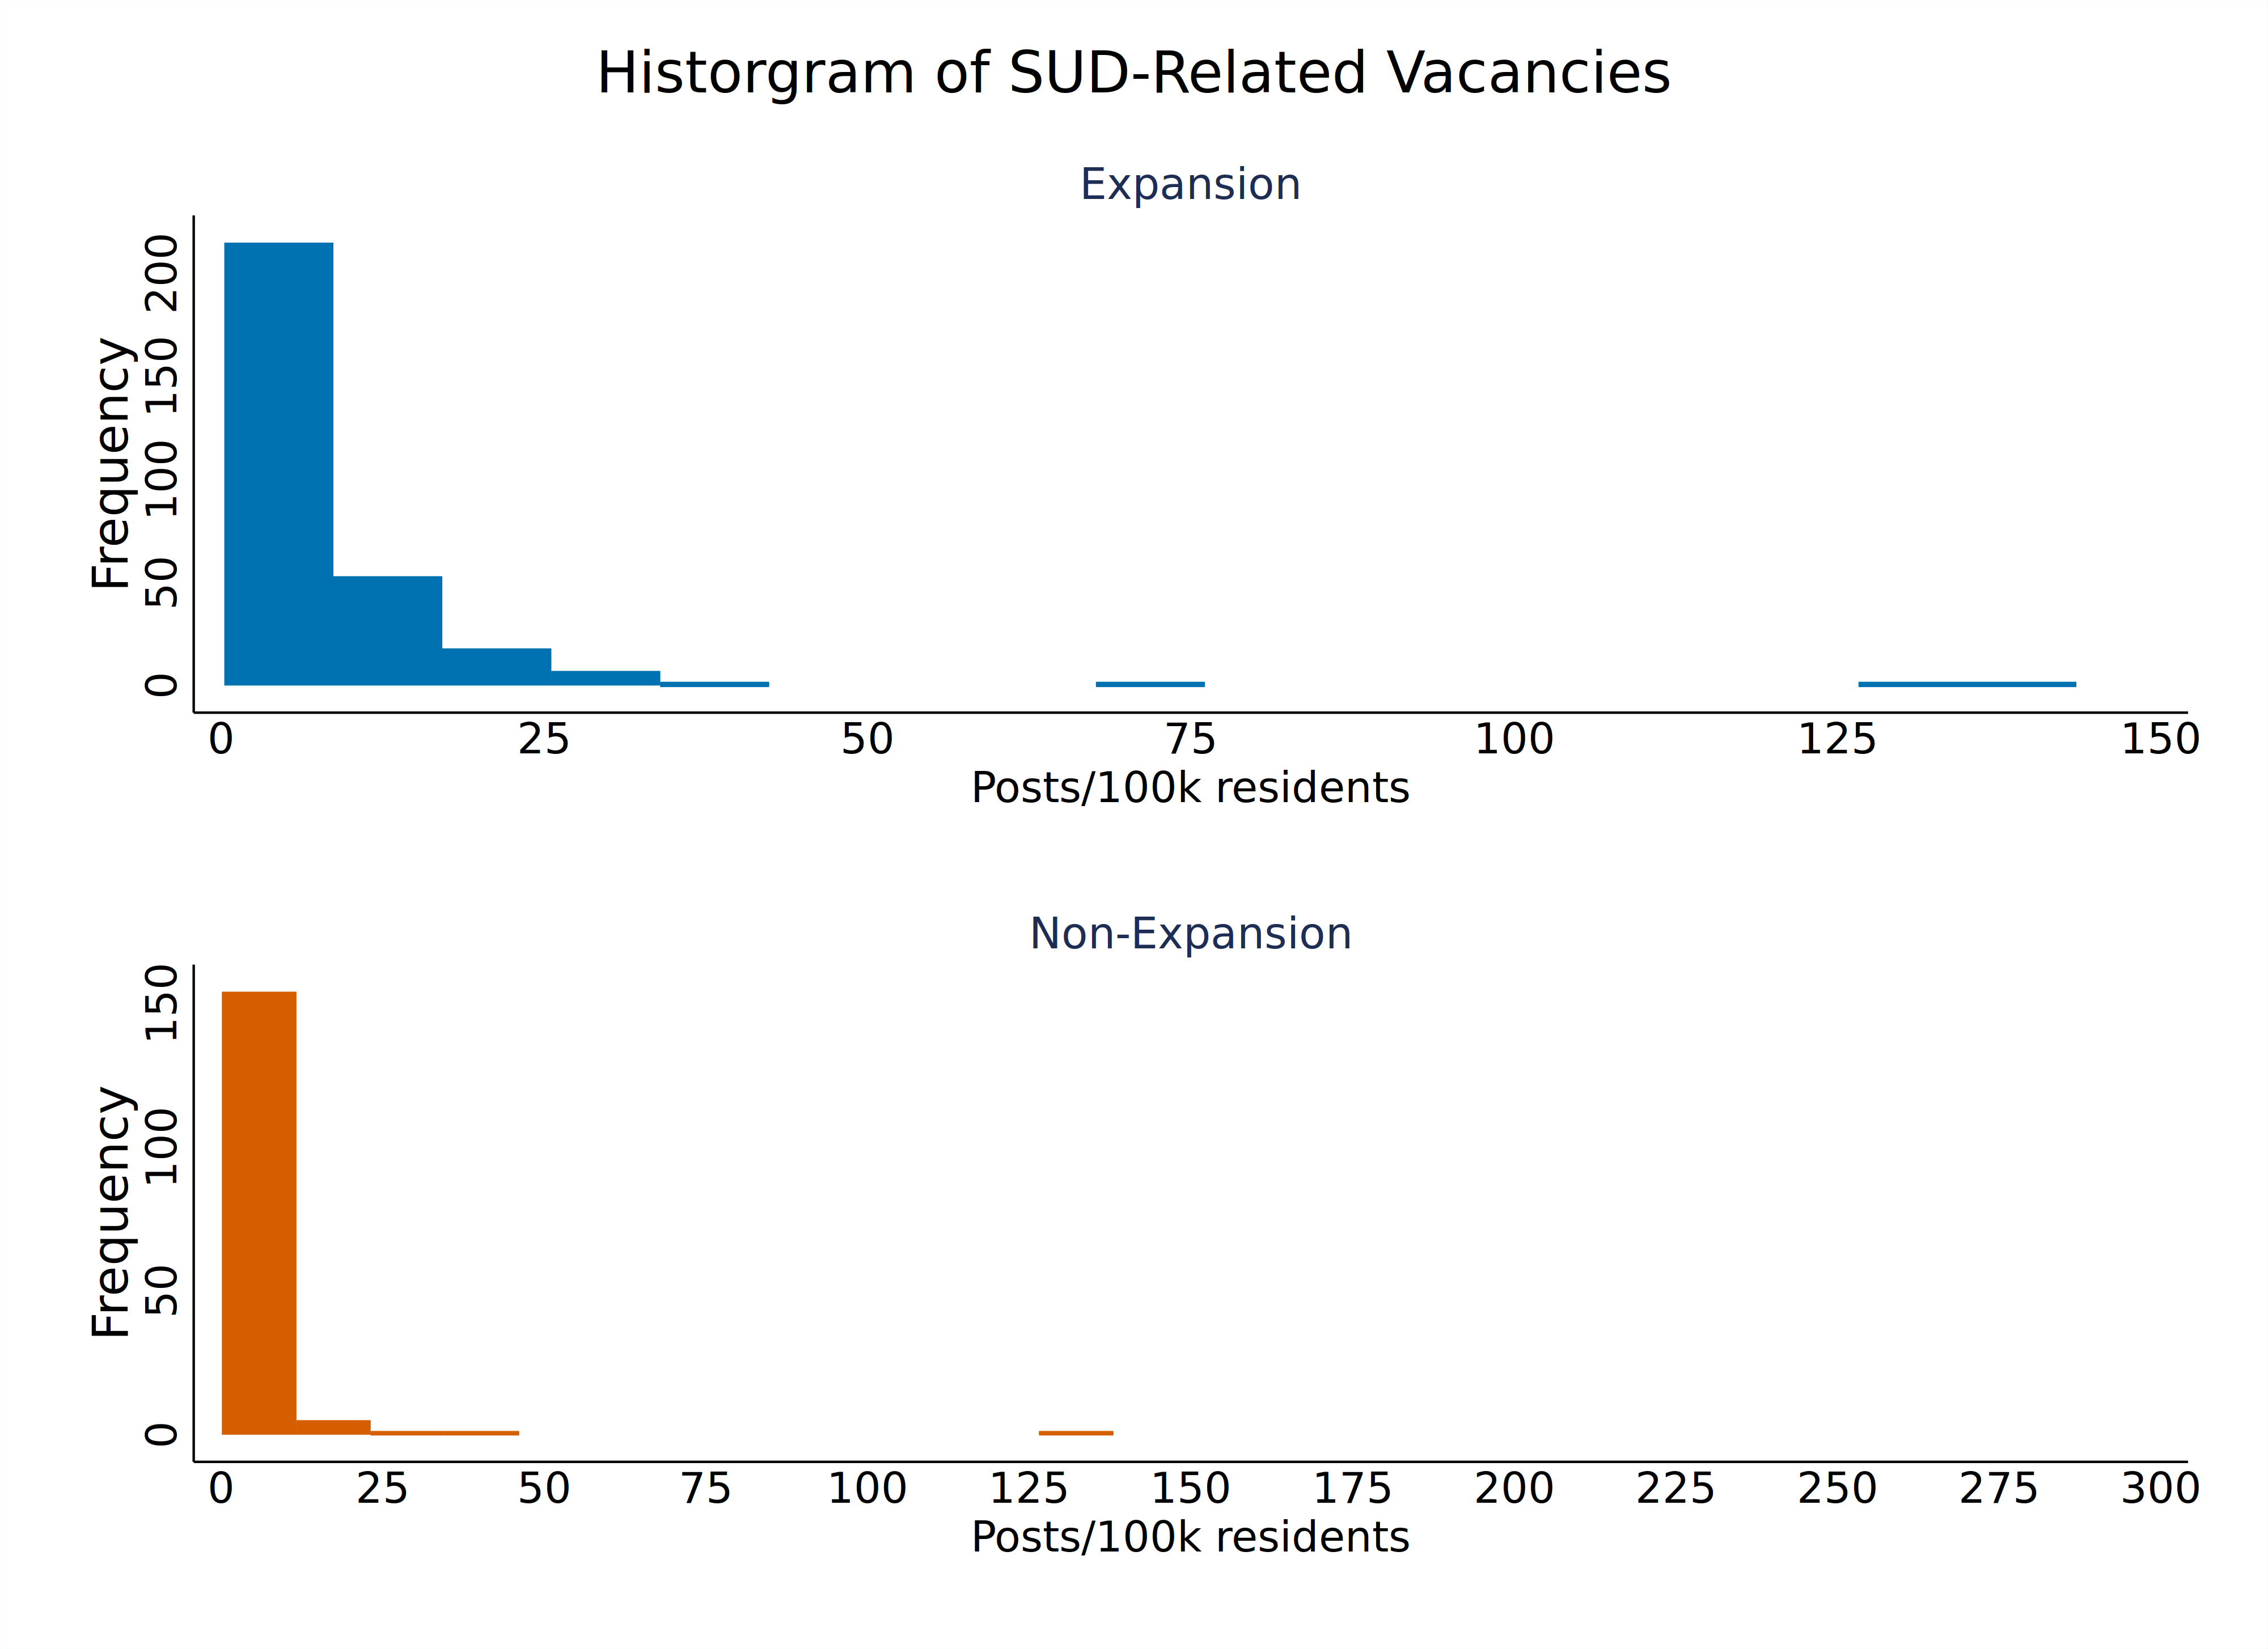 Historgram of SUD-Related Vacancies
Expansion
Frequency
200
150
100
50
0
0 25 50 75 100 125 150
Posts/100k residents
Non-Expansion
Frequency
150
100
50
0
0 25 50 75 100 125 150 175 200 225 250 275 300
Posts/100k residents